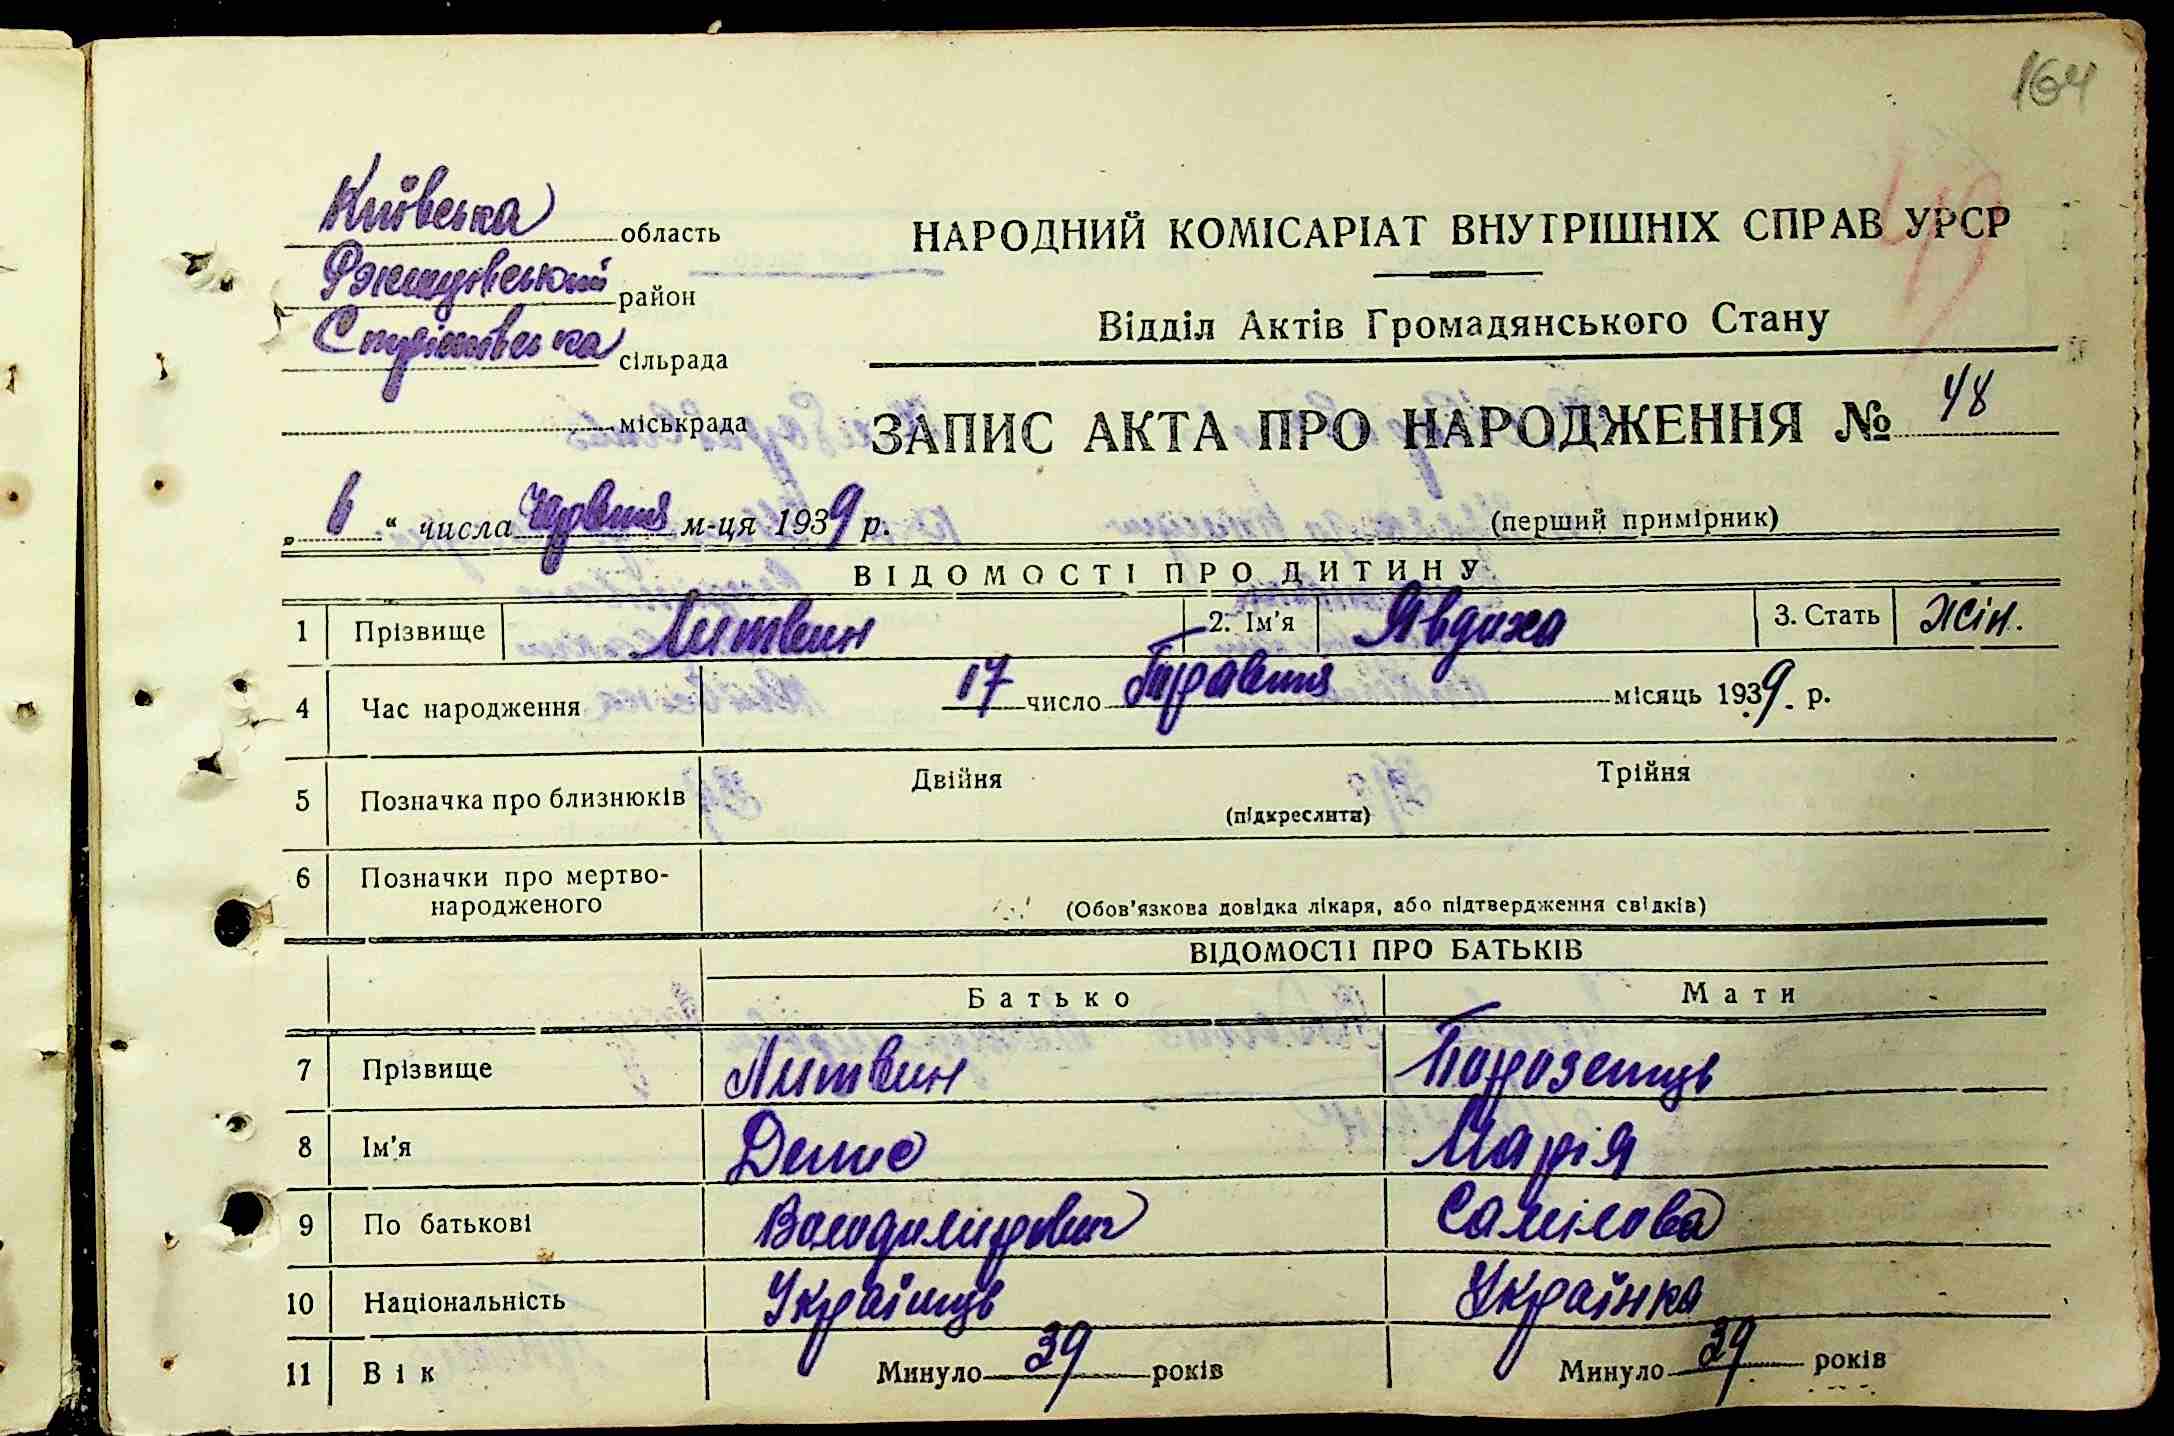 164
49
Київська область
Ржищівський район
Стрітівська сільрада
міськрада
НАРОДНИЙ КОМІСАРІАТ ВНУТРІШНІХ СПРАВ УРСР
Відділ Актів Громадянського Стану
ЗАПИС АКТА ПРО НАРОДЖЕННЯ № 48
„ 6 “ числа Червня м-ця 1939 р.
(перший примірник)
ВІДОМОСТІ ПРО ДИТИНУ
1 Прізвище Литвин 2. Ім'я Явдоха 3. Стать жін.
4 Час народження 17 число Травня місяць 1939. р.
5 Позначка про близнюків Двійня Трійня
(підкреслити)
6 Позначки про мертво-
народженого (Обов'язкова довідка лікаря, або підтвердження свідків)
ВІДОМОСТІ ПРО БАТЬКІВ
Батько Мати
7 Прізвище Литвин
8 Ім'я Денис Марія
9 По батькові Володимирович
10 Національність Українць Українка
11 Вік Минуло 39 років Минуло 39 років